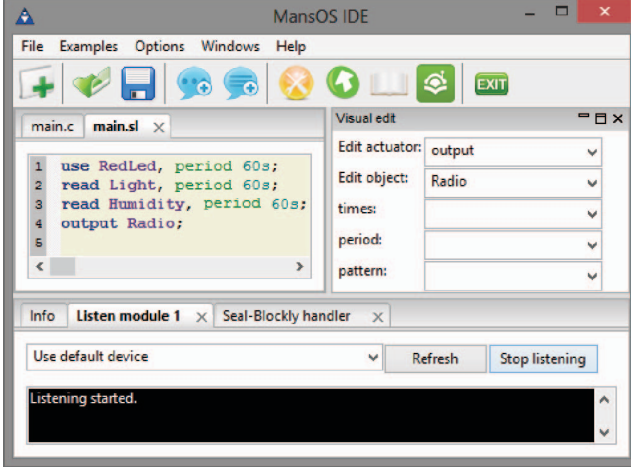 MansOS IDE
File Examples Options Windows Help
EXIT
main.c main.sl
1 use RedLed, period 60s;
2 read Light, period 60s;
3 read Humidity, period 60s;
4 output Radio;
5
Visual edit
Edit actuator: output
Edit object: Radio
times:
period:
pattern:
Info Listen module 1 Seal-Blockly handler
Use default device Refresh Stop listening
Listening started.